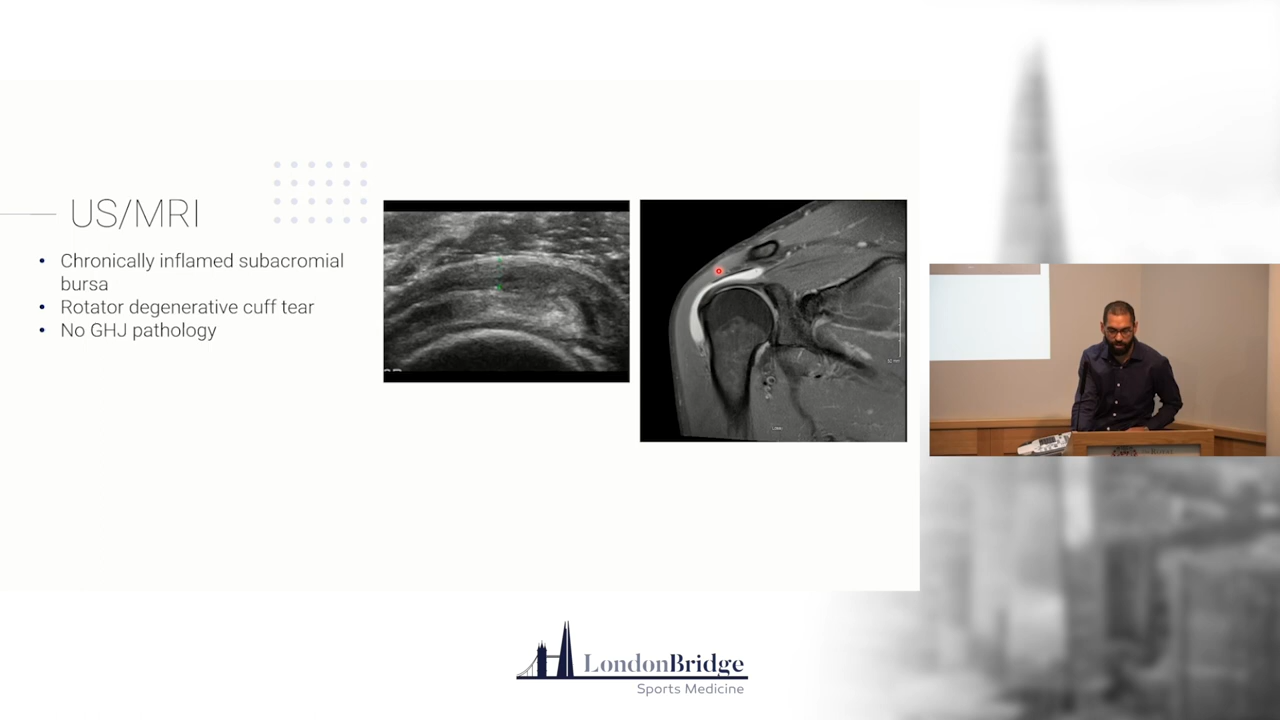 US/MRI
• Chronically inflamed subacromial
bursa
• Rotator degenerative cuff tear
• No GHJ pathology
LondonBridge
Sports Medicine